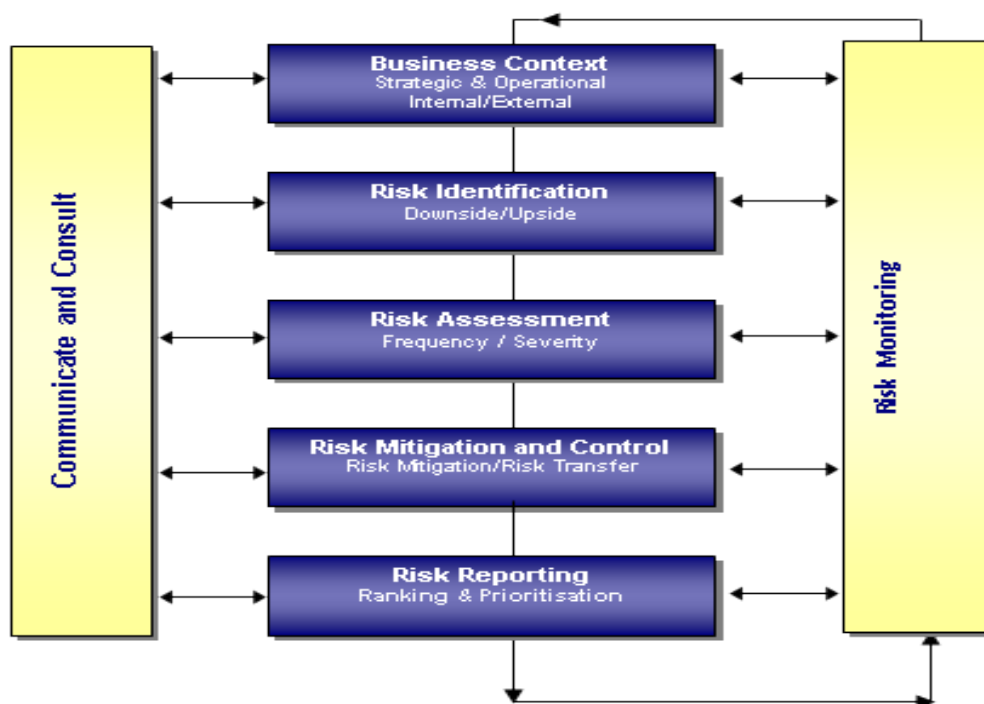 Business Context
Strategic & Operational
Internal/External
Communicate and Consult
Risk Identification
Downside/Upside
Risk Assessment
Frequency / Severity
Risk Monitoring
Risk Mitigation and Control
Risk Mitigation/Risk Transfer
Risk Reporting
Ranking & Prioritisation